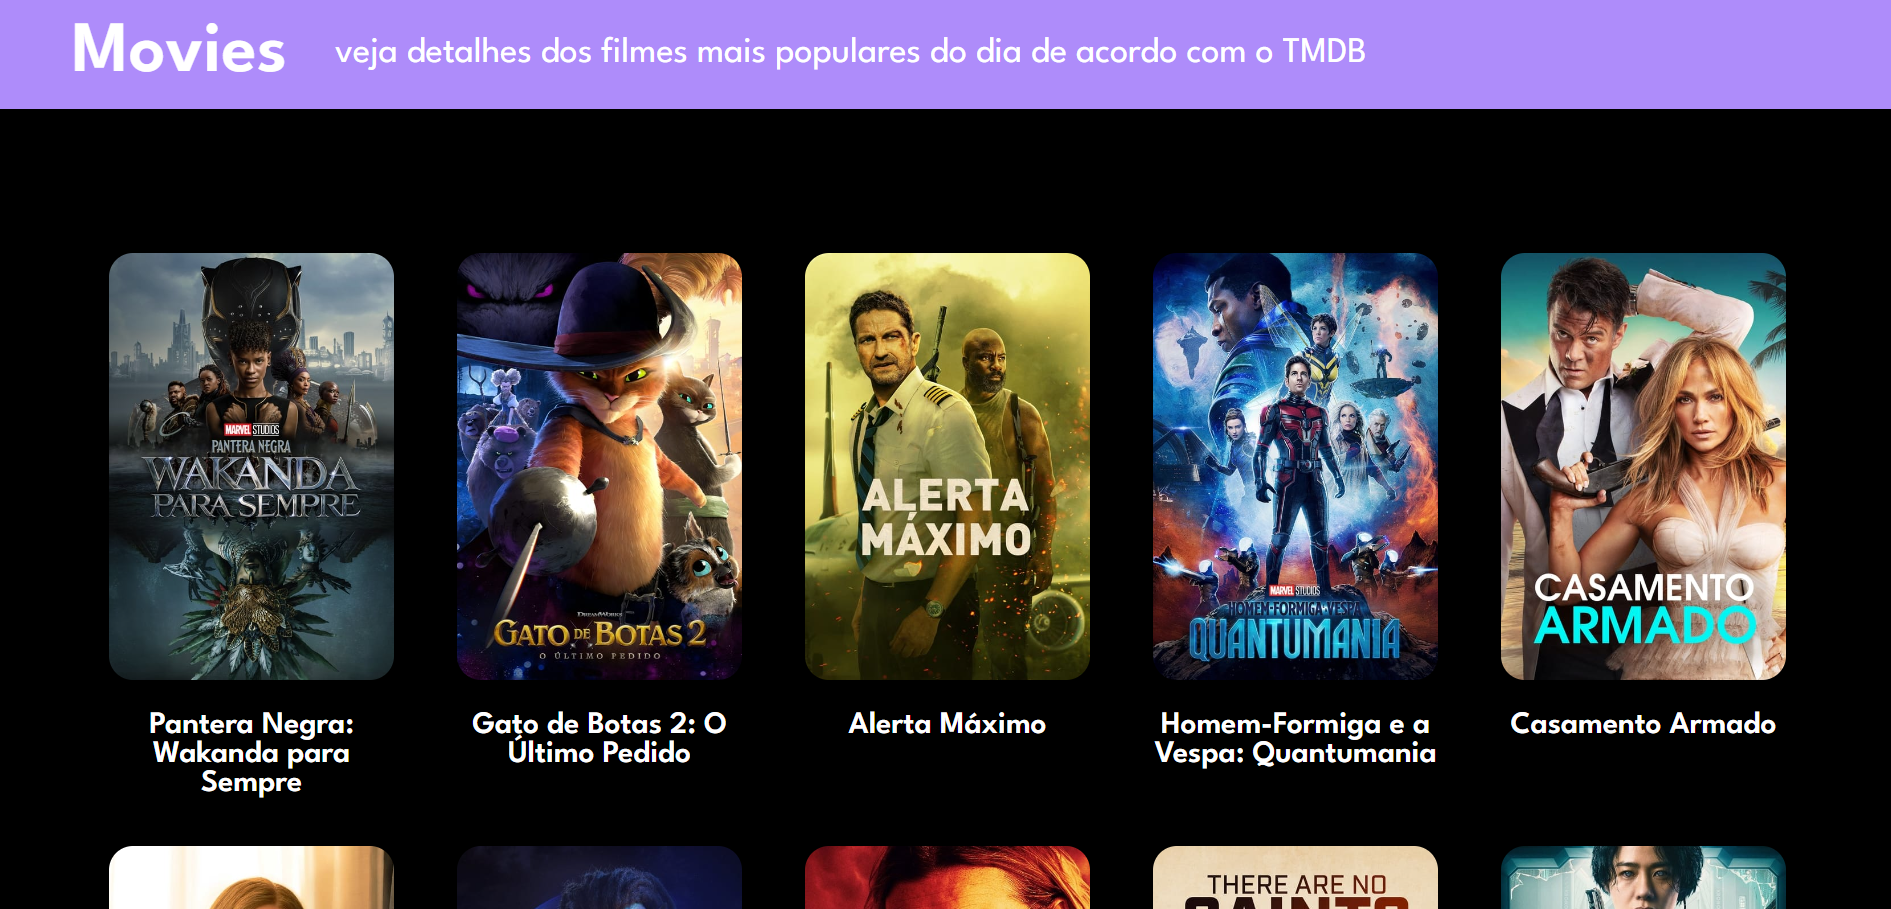 Movies
veja detalhes dos filmes mais populares do dia de acordo com o TMDB
MARVEL STUDIOS
PANTERA NEGRA
WAKANDA
PARA SEMPRE
DREAMWORKS
GATO DE BOTAS 2
O ÚLTIMO PEDIDO
ALERTA
MÁXIMO
MARVEL STUDIOS
HOMEM-FORMIGA E A VESPA
QUANTUMANIA
CASAMENTO
ARMADO
Pantera Negra:
Wakanda para
Sempre
Gato de Botas 2: O
Último Pedido
Alerta Máximo
Homem-Formiga e a
Vespa: Quantumania
Casamento Armado
THERE ARE NO
SAINTS